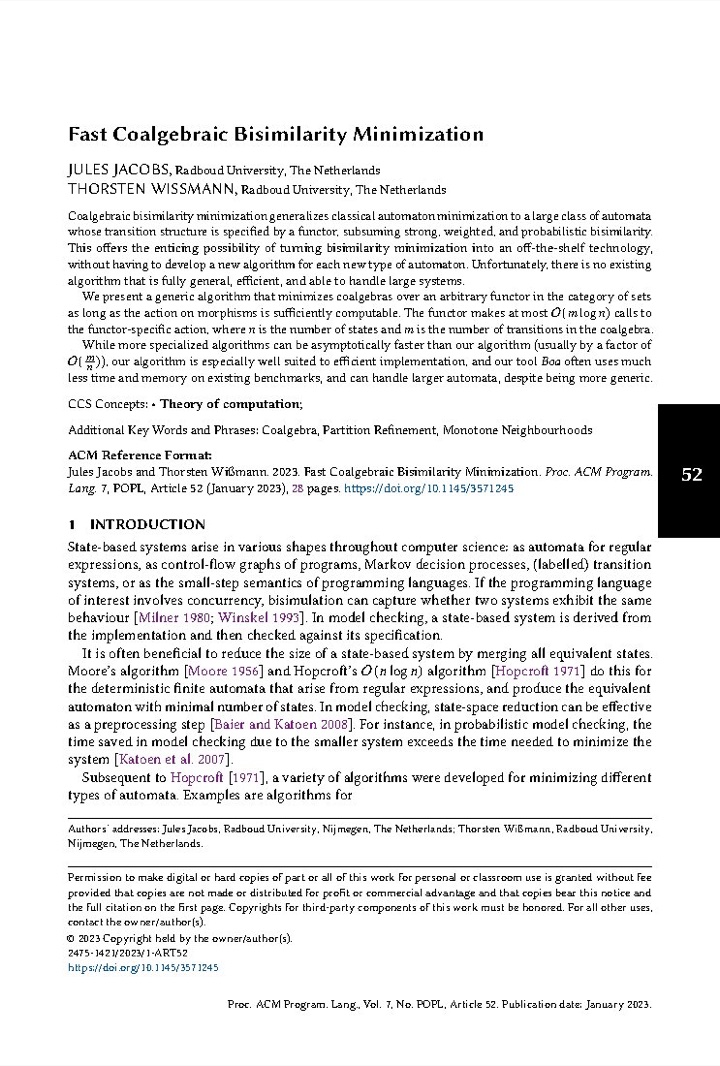 Fast Coalgebraic Bisimilarity Minimization
JULES JACOBS, Radboud University, The Netherlands
THORSTEN WISSMANN, Radboud University, The Netherlands
Coalgebraic bisimilarity minimization generalizes classical automaton minimization to a large class of automata
whose transition structure is specified by a functor, subsuming strong, weighted, and probabilistic bisimilarity.
This offers the enticing possibility of turning bisimilarity minimization into an off-the-shelf technology,
without having to develop a new algorithm for each new type of automaton. Unfortunately, there is no existing
algorithm that is fully general, efficient, and able to handle large systems.
We present a generic algorithm that minimizes coalgebras over an arbitrary functor in the category of sets
as long as the action on morphisms is sufficiently computable. The functor makes at most O(m log n) calls to
the functor-specific action, where n is the number of states and m is the number of transitions in the coalgebra.
While more specialized algorithms can be asymptotically faster than our algorithm (usually by a factor of
O(m/n)), our algorithm is especially well suited to efficient implementation, and our tool Boa often uses much
less time and memory on existing benchmarks, and can handle larger automata, despite being more generic.
CCS Concepts: • Theory of computation;
Additional Key Words and Phrases: Coalgebra, Partition Refinement, Monotone Neighbourhoods
ACM Reference Format:
Jules Jacobs and Thorsten Wißmann. 2023. Fast Coalgebraic Bisimilarity Minimization. Proc. ACM Program.
Lang. 7, POPL, Article 52 (January 2023), 28 pages. https://doi.org/10.1145/3571245
52
1 INTRODUCTION
State-based systems arise in various shapes throughout computer science: as automata for regular
expressions, as control-flow graphs of programs, Markov decision processes, (labelled) transition
systems, or as the small-step semantics of programming languages. If the programming language
of interest involves concurrency, bisimulation can capture whether two systems exhibit the same
behaviour [Milner 1980; Winskel 1993]. In model checking, a state-based system is derived from
the implementation and then checked against its specification.
It is often beneficial to reduce the size of a state-based system by merging all equivalent states.
Moore's algorithm [Moore 1956] and Hopcroft's O(n log n) algorithm [Hopcroft 1971] do this for
the deterministic finite automata that arise from regular expressions, and produce the equivalent
automaton with minimal number of states. In model checking, state-space reduction can be effective
as a preprocessing step [Baier and Katoen 2008]. For instance, in probabilistic model checking, the
time saved in model checking due to the smaller system exceeds the time needed to minimize the
system [Katoen et al. 2007].
Subsequent to Hopcroft [1971], a variety of algorithms were developed for minimizing different
types of automata. Examples are algorithms for
Authors' addresses: Jules Jacobs, Radboud University, Nijmegen, The Netherlands; Thorsten Wißmann, Radboud University,
Nijmegen, The Netherlands.
Permission to make digital or hard copies of part or all of this work for personal or classroom use is granted without fee
provided that copies are not made or distributed for profit or commercial advantage and that copies bear this notice and
the full citation on the first page. Copyrights for third-party components of this work must be honored. For all other uses,
contact the owner/author(s).
© 2023 Copyright held by the owner/author(s).
2475-1421/2023/1-ART52
https://doi.org/10.1145/3571245
Proc. ACM Program. Lang., Vol. 7, No. POPL, Article 52. Publication date: January 2023.